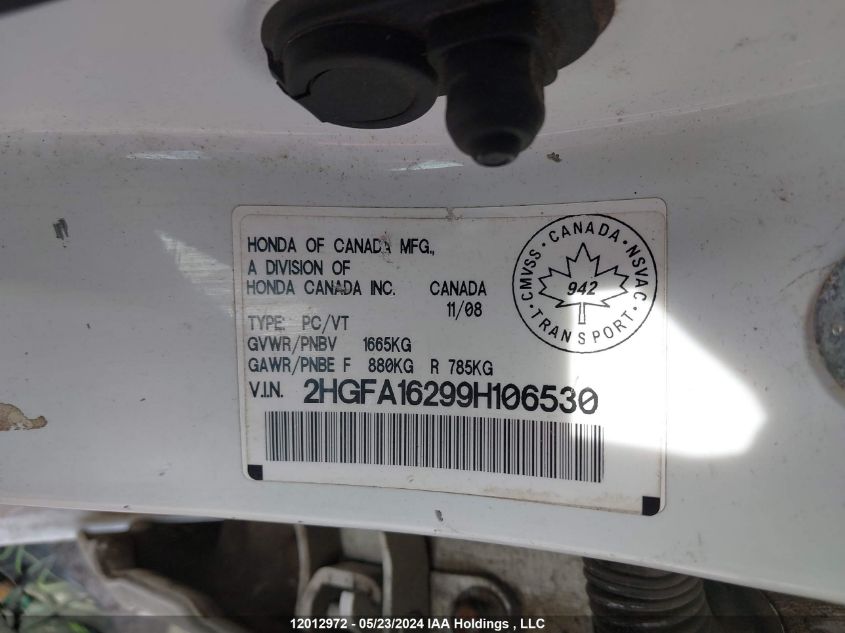 HONDA OF CANADA MFG.,
A DIVISION OF
HONDA CANADA INC. CANADA
11/08
TYPE: PC/VT
GVWR/PNBV 1665KG
GAWR/PNBE F 880KG R 785KG
V.I.N. 2HGFA16299H106530
CMVSS · CANADA · NSVAC
942
· TRANSPORT ·
12012972 - 05/23/2024 IAA Holdings , LLC